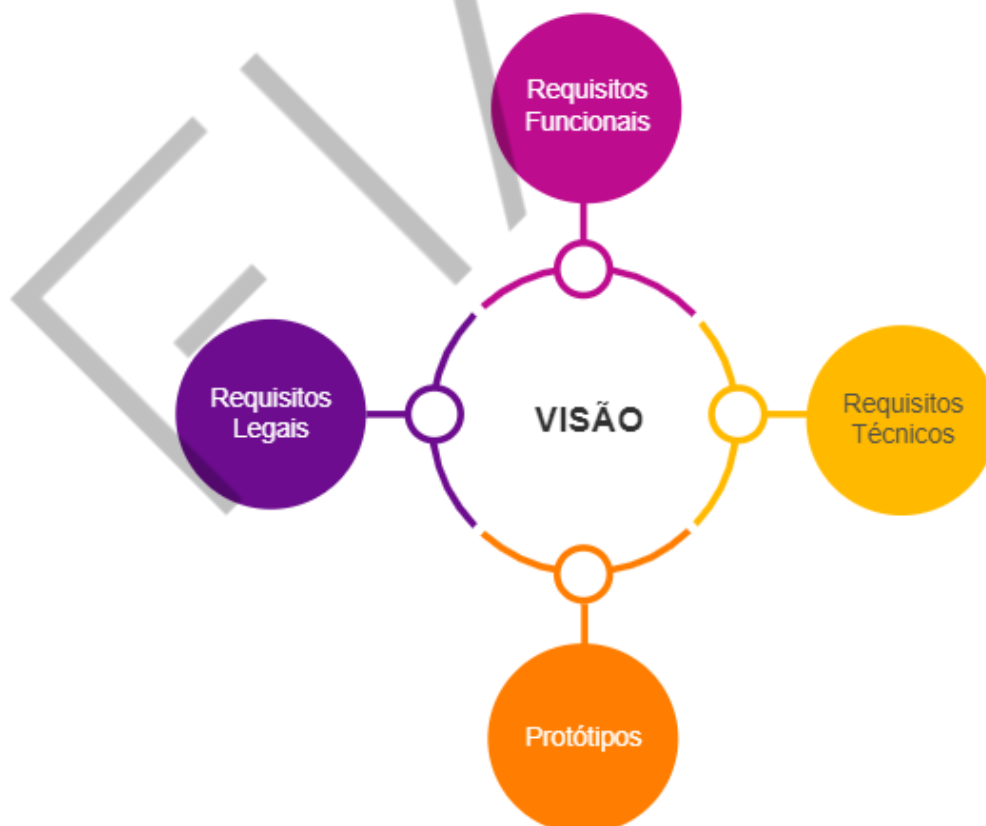 Requisitos
Funcionais
Requisitos
Legais
VISÃO
Requisitos
Técnicos
Protótipos